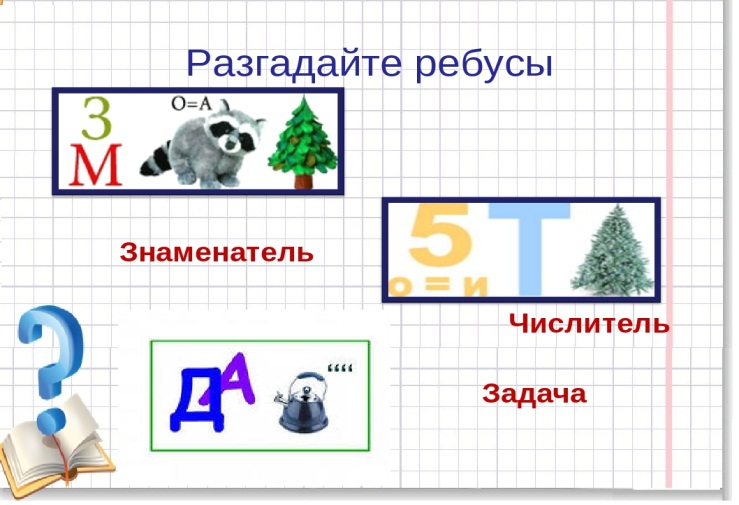 Разгадайте ребусы
З
М
О=А
Знаменатель
5 Т
о = и
Числитель
Д А
‘‘‘‘
Задача